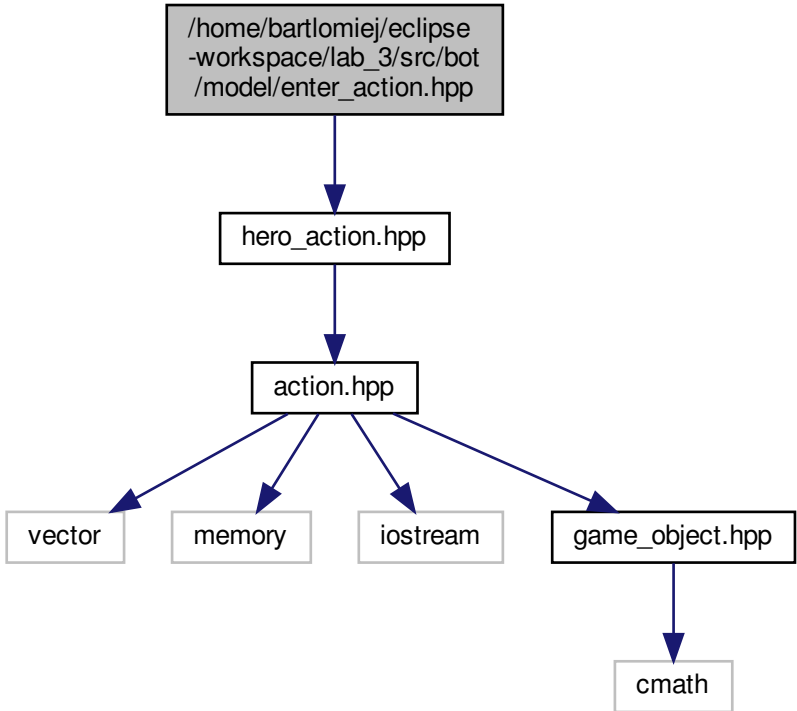 /home/bartlomiej/eclipse
-workspace/lab_3/src/bot
/model/enter_action.hpp
hero_action.hpp
action.hpp
vector
memory
iostream
game_object.hpp
cmath